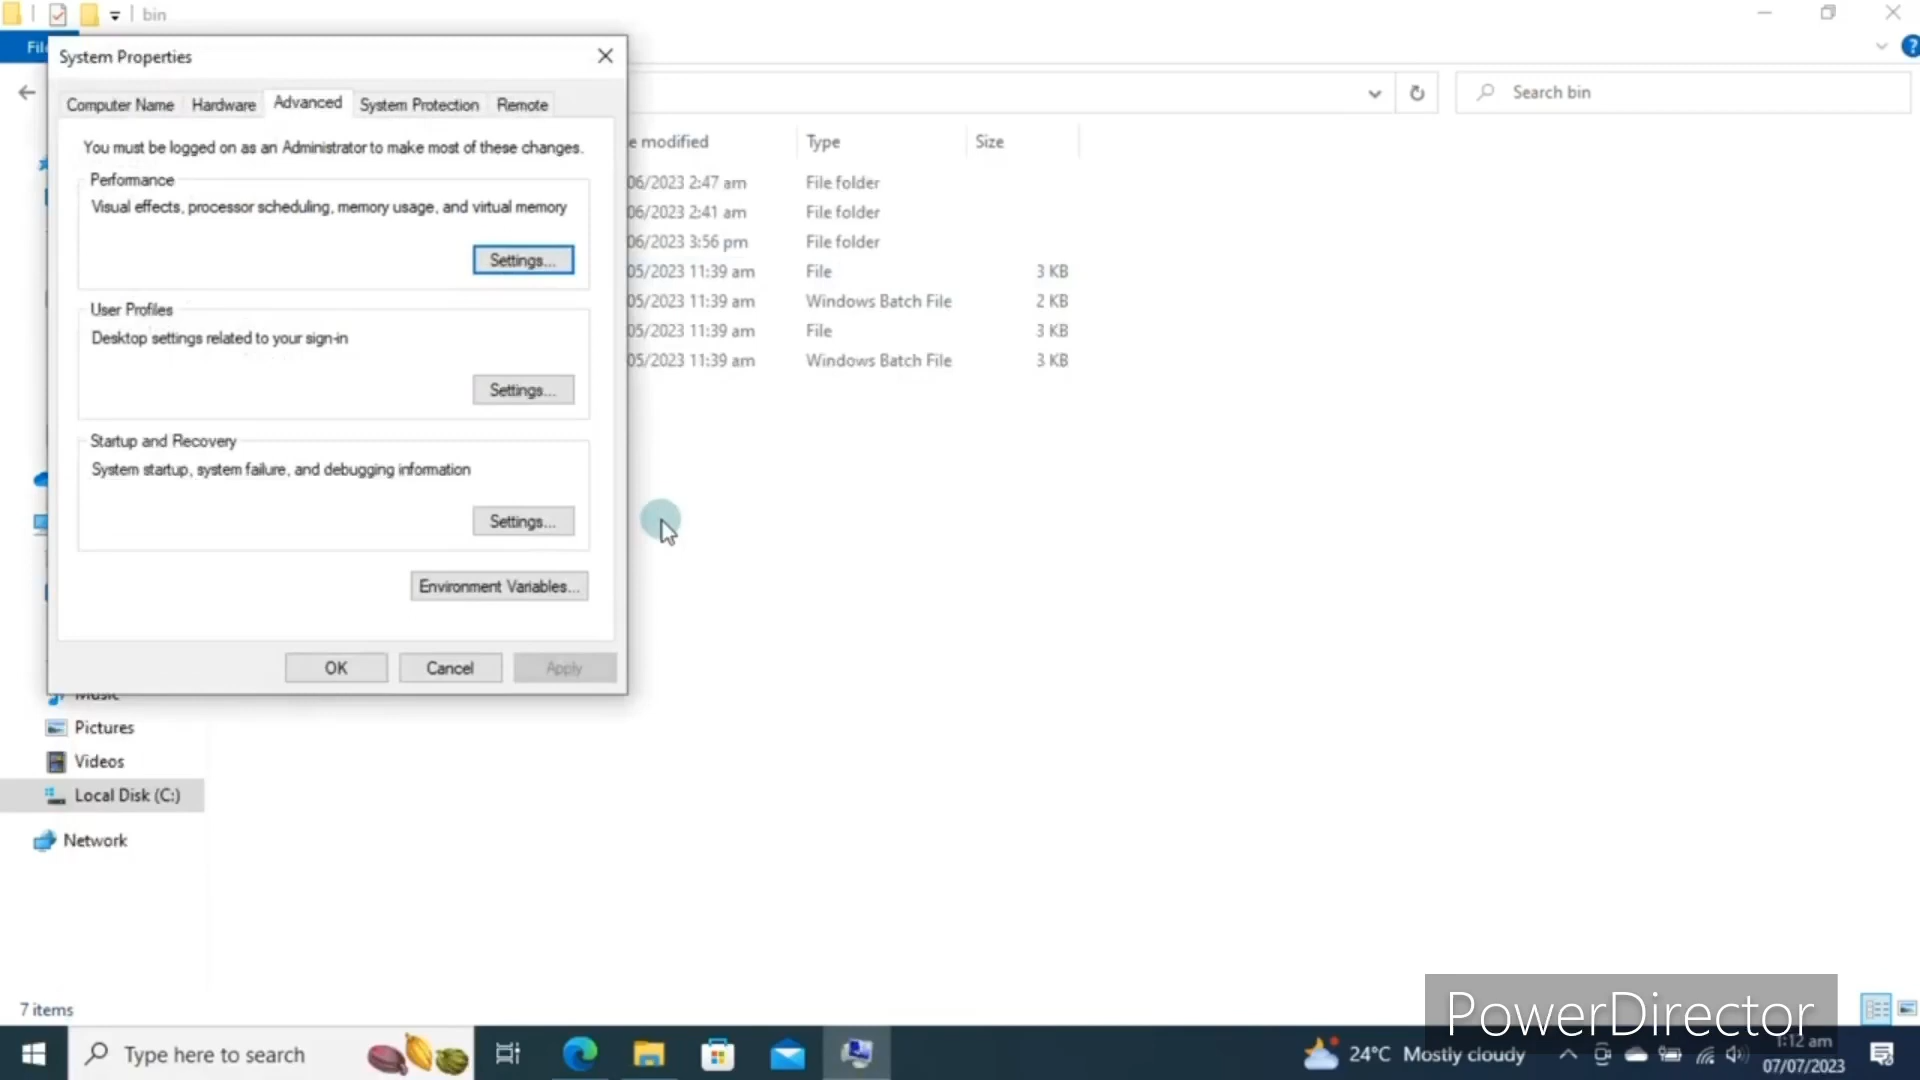 bin
System Properties
Computer Name Hardware Advanced System Protection Remote
Search bin
You must be logged on as an Administrator to make most of these changes.
modified Type Size
Performance
Visual effects, processor scheduling, memory usage, and virtual memory
Settings...
06/2023 2:47 am File folder
06/2023 2:41 am File folder
06/2023 3:56 pm File folder
05/2023 11:39 am File 3 KB
05/2023 11:39 am Windows Batch File 2 KB
05/2023 11:39 am File 3 KB
05/2023 11:39 am Windows Batch File 3 KB
User Profiles
Desktop settings related to your sign-in
Settings...
Startup and Recovery
System startup, system failure, and debugging information
Settings...
Environment Variables...
OK Cancel Apply
Music
Pictures
Videos
Local Disk (C:)
Network
7 items
PowerDirector
Type here to search
24°C Mostly cloudy
1:12 am
07/07/2023